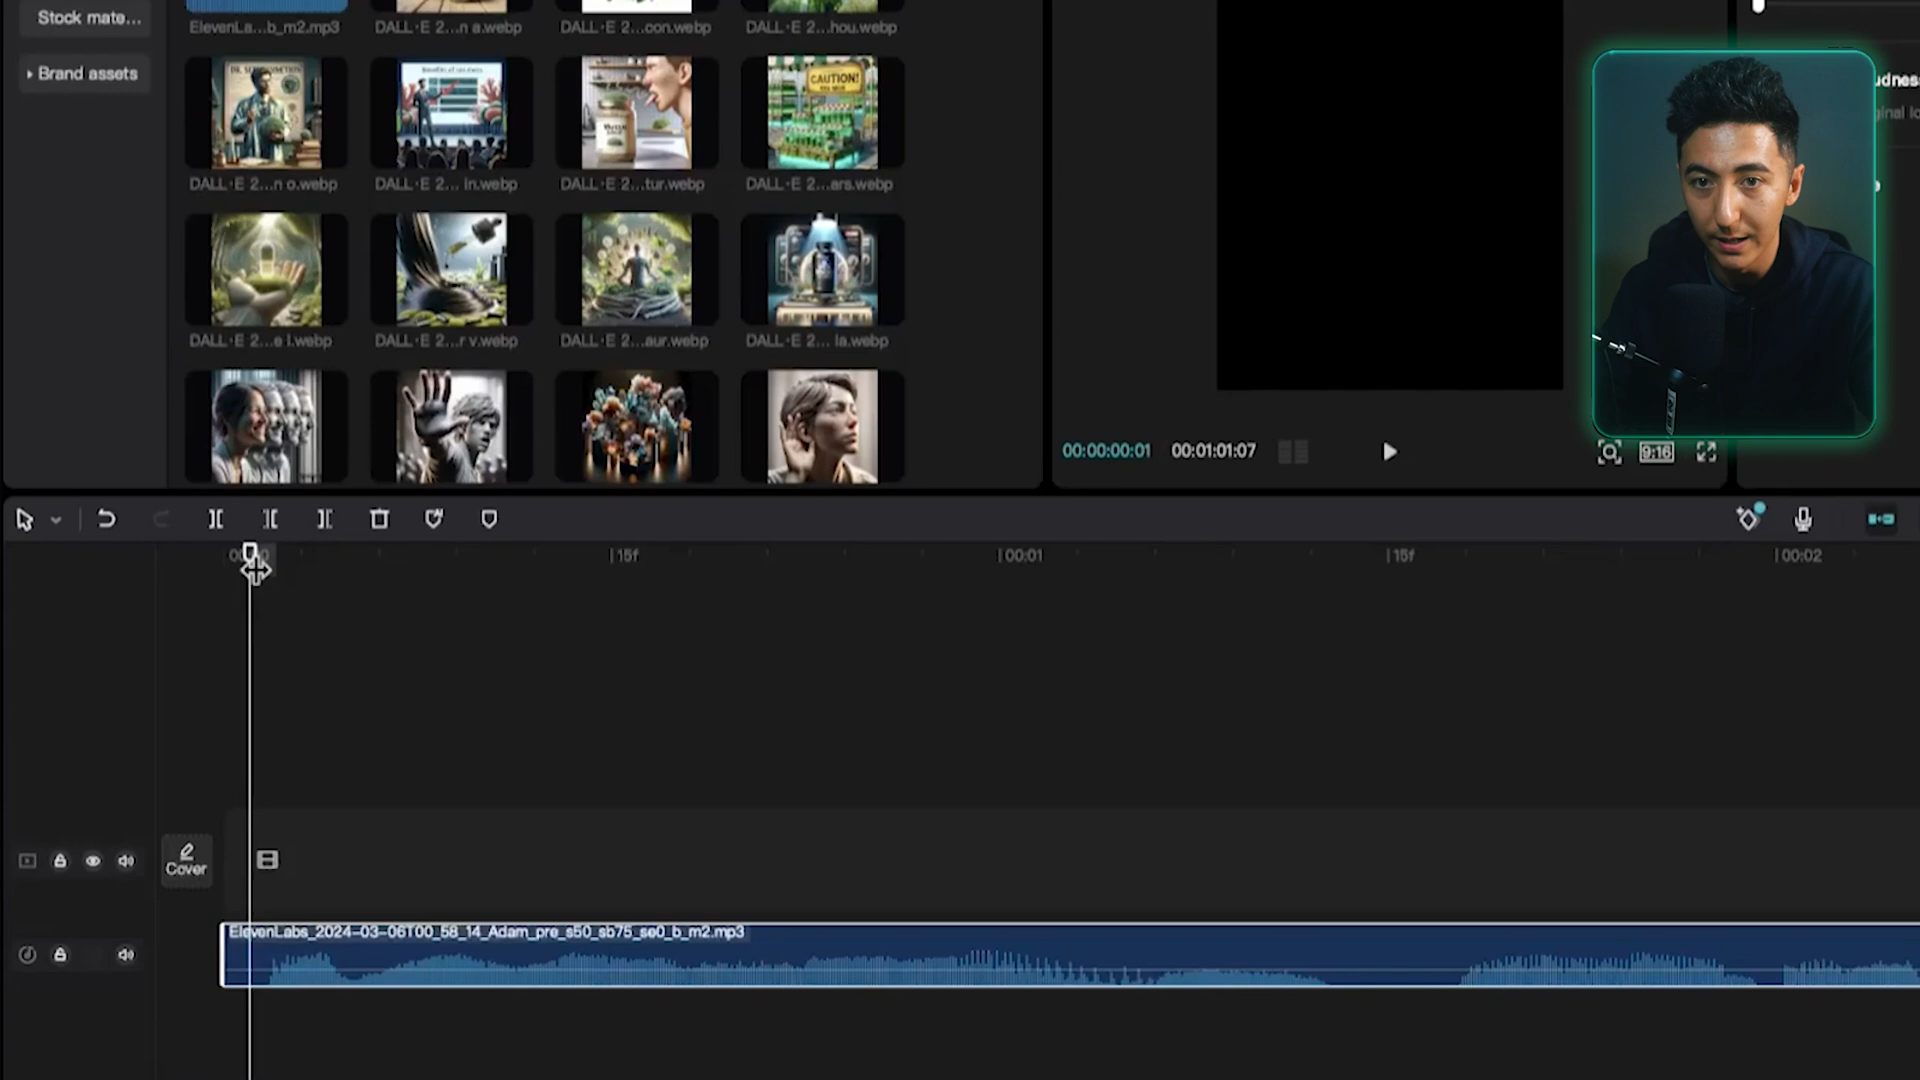 Stock mate...
Brand assets
ElevenLa...b_m2.mp3
DALL·E 2...n a.webp
DALL·E 2...con.webp
DALL·E 2...hou.webp
CAUTION!
DALL·E 2...n o.webp
DALL·E 2... in.webp
DALL·E 2...tur.webp
DALL·E 2...ars.webp
DALL·E 2...e l.webp
DALL·E 2...r v.webp
DALL·E 2...aur.webp
DALL·E 2... la.webp
00:00:00:01
00:01:01:07
9:16
15f
00:01
15f
00:02
Cover
ElevenLabs_2024-03-06T00_58_14_Adam_pre_s50_sb75_se0_b_m2.mp3